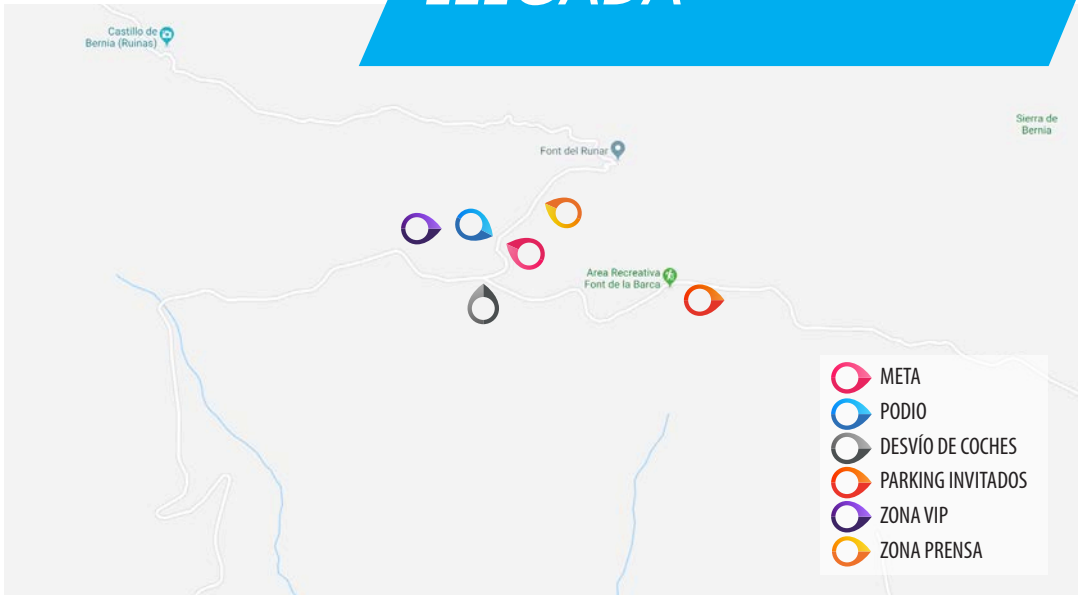 LLEGADA
Castillo de
Bernia (Ruinas)
Sierra de
Bernia
Font del Runar
Area Recreativa
Font de la Barca
META
PODIO
DESVÍO DE COCHES
PARKING INVITADOS
ZONA VIP
ZONA PRENSA